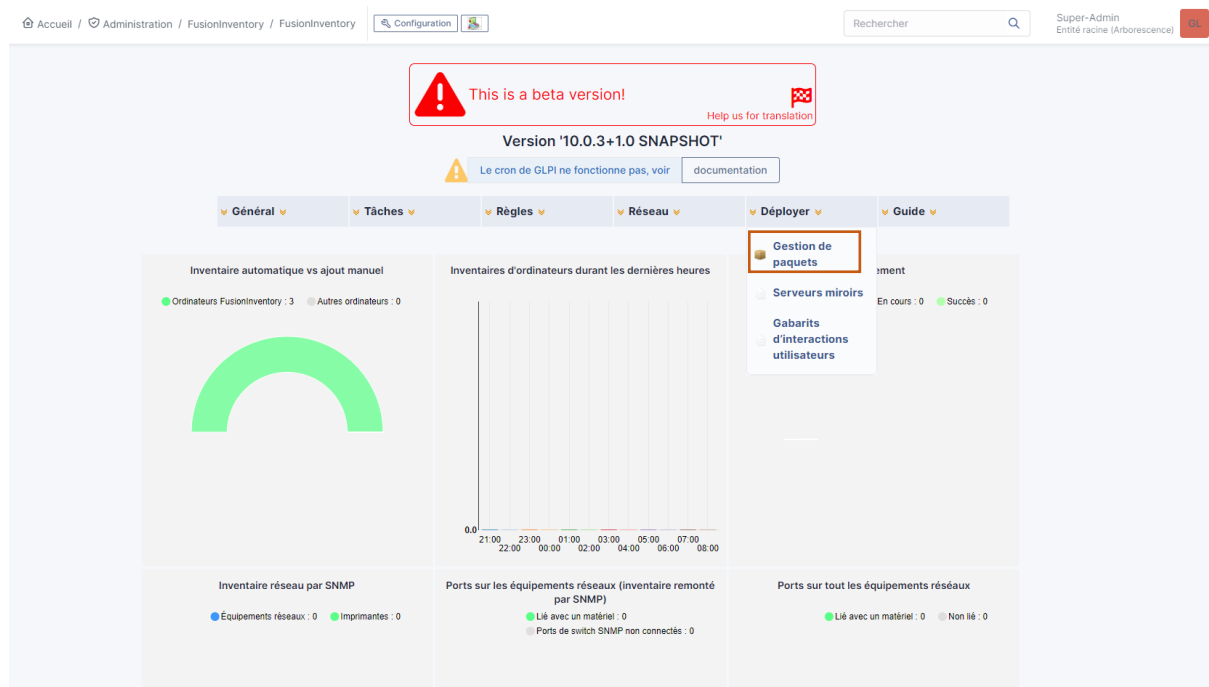 Accueil / Administration / FusionInventory / FusionInventory
Configuration
Rechercher
Super-Admin
Entité racine (Arborescence)
GL
This is a beta version!
Help us for translation
Version '10.0.3+1.0 SNAPSHOT'
Le cron de GLPI ne fonctionne pas, voir
documentation
Général
Tâches
Règles
Réseau
Déployer
Guide
Gestion de
paquets
Serveurs miroirs
Gabarits
d'interactions
utilisateurs
Inventaire automatique vs ajout manuel
Ordinateurs FusionInventory : 3
Autres ordinateurs : 0
Inventaires d'ordinateurs durant les dernières heures
0.0
21:00 23:00 01:00 03:00 05:00 07:00
22:00 00:00 02:00 04:00 06:00 08:00
ement
En cours : 0
Succès : 0
Inventaire réseau par SNMP
Équipements réseaux : 0
Imprimantes : 0
Ports sur les équipements réseaux (inventaire remonté
par SNMP)
Lié avec un matériel : 0
Ports de switch SNMP non connectés : 0
Ports sur tout les équipements réséaux
Lié avec un matériel : 0
Non lié : 0